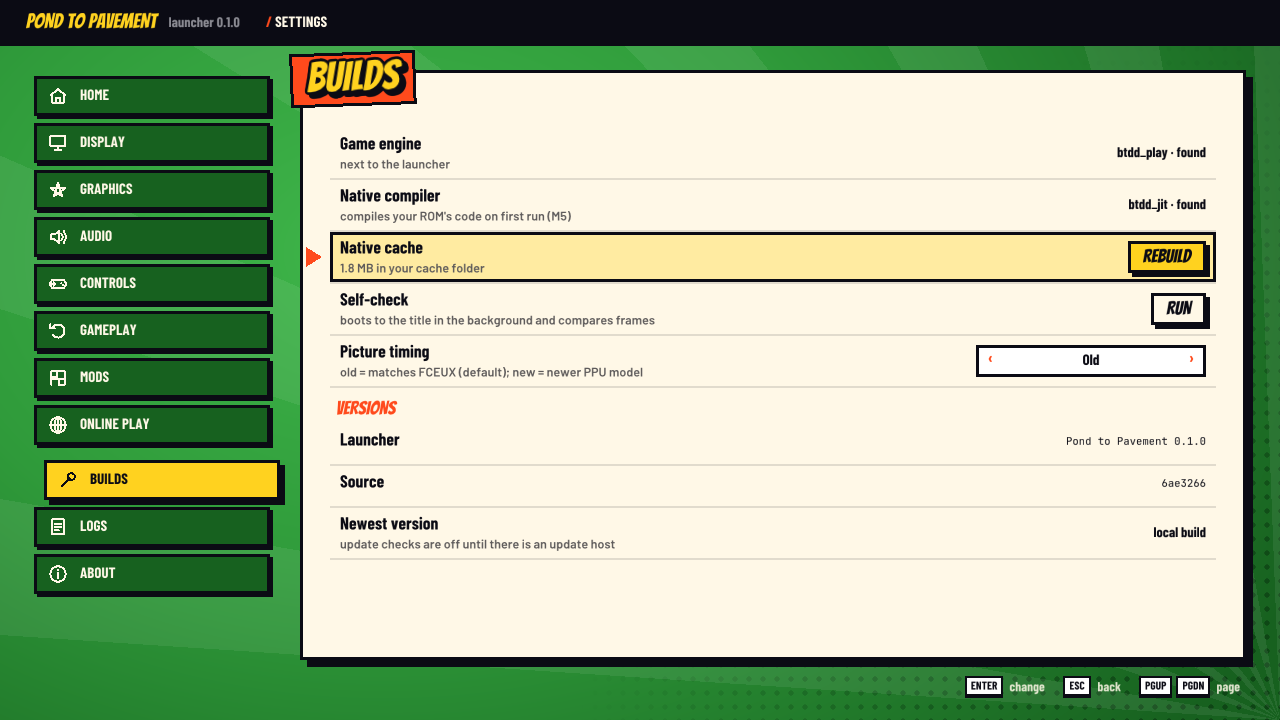 POND TO PAVEMENT launcher 0.1.0 / SETTINGS
BUILDS
HOME
DISPLAY
GRAPHICS
AUDIO
CONTROLS
GAMEPLAY
MODS
ONLINE PLAY
BUILDS
LOGS
ABOUT
Game engine
next to the launcher
btdd_play · found
Native compiler
compiles your ROM's code on first run (M5)
btdd_jit · found
Native cache
1.8 MB in your cache folder
REBUILD
Self-check
boots to the title in the background and compares frames
RUN
Picture timing
old = matches FCEUX (default); new = newer PPU model
‹ Old ›
VERSIONS
Launcher
Pond to Pavement 0.1.0
Source
6ae3266
Newest version
update checks are off until there is an update host
local build
ENTER change ESC back PGUP PGDN page